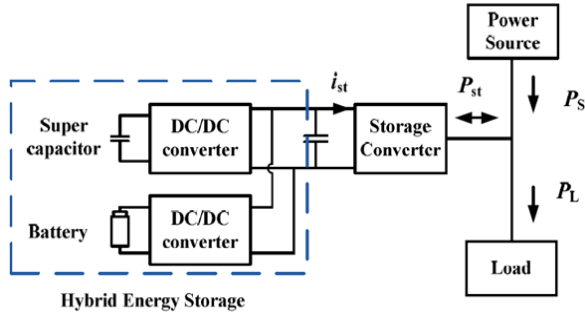 Power
Source
i_st
P_st
P_S
Super
capacitor
DC/DC
converter
Storage
Converter
Battery
DC/DC
converter
P_L
Load
Hybrid Energy Storage